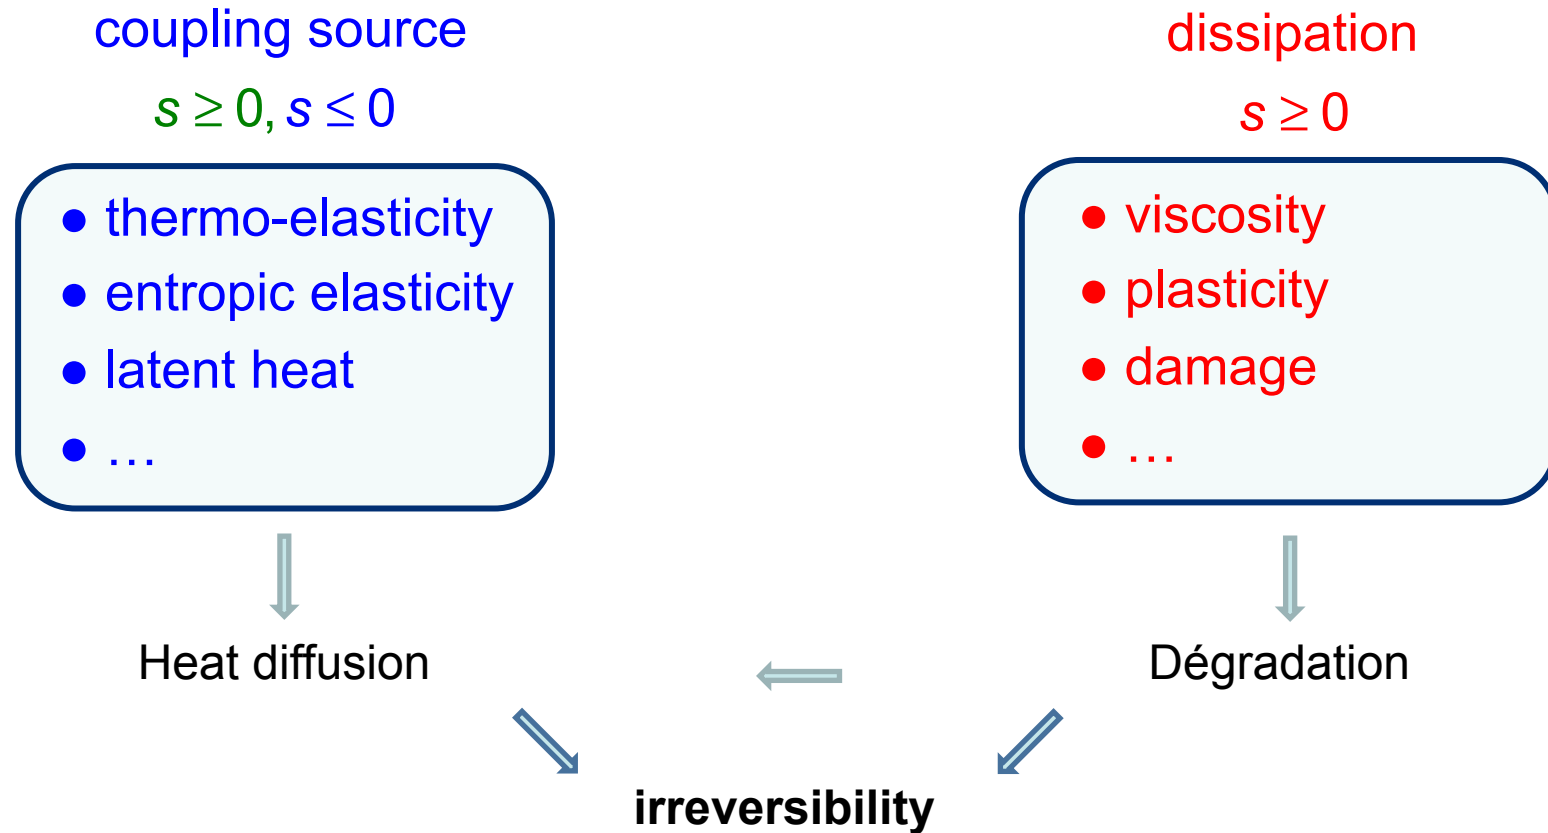 coupling source
s ≥ 0, s ≤ 0
● thermo-elasticity
● entropic elasticity
● latent heat
● …
dissipation
s ≥ 0
● viscosity
● plasticity
● damage
● …
Heat diffusion
Dégradation
irreversibility